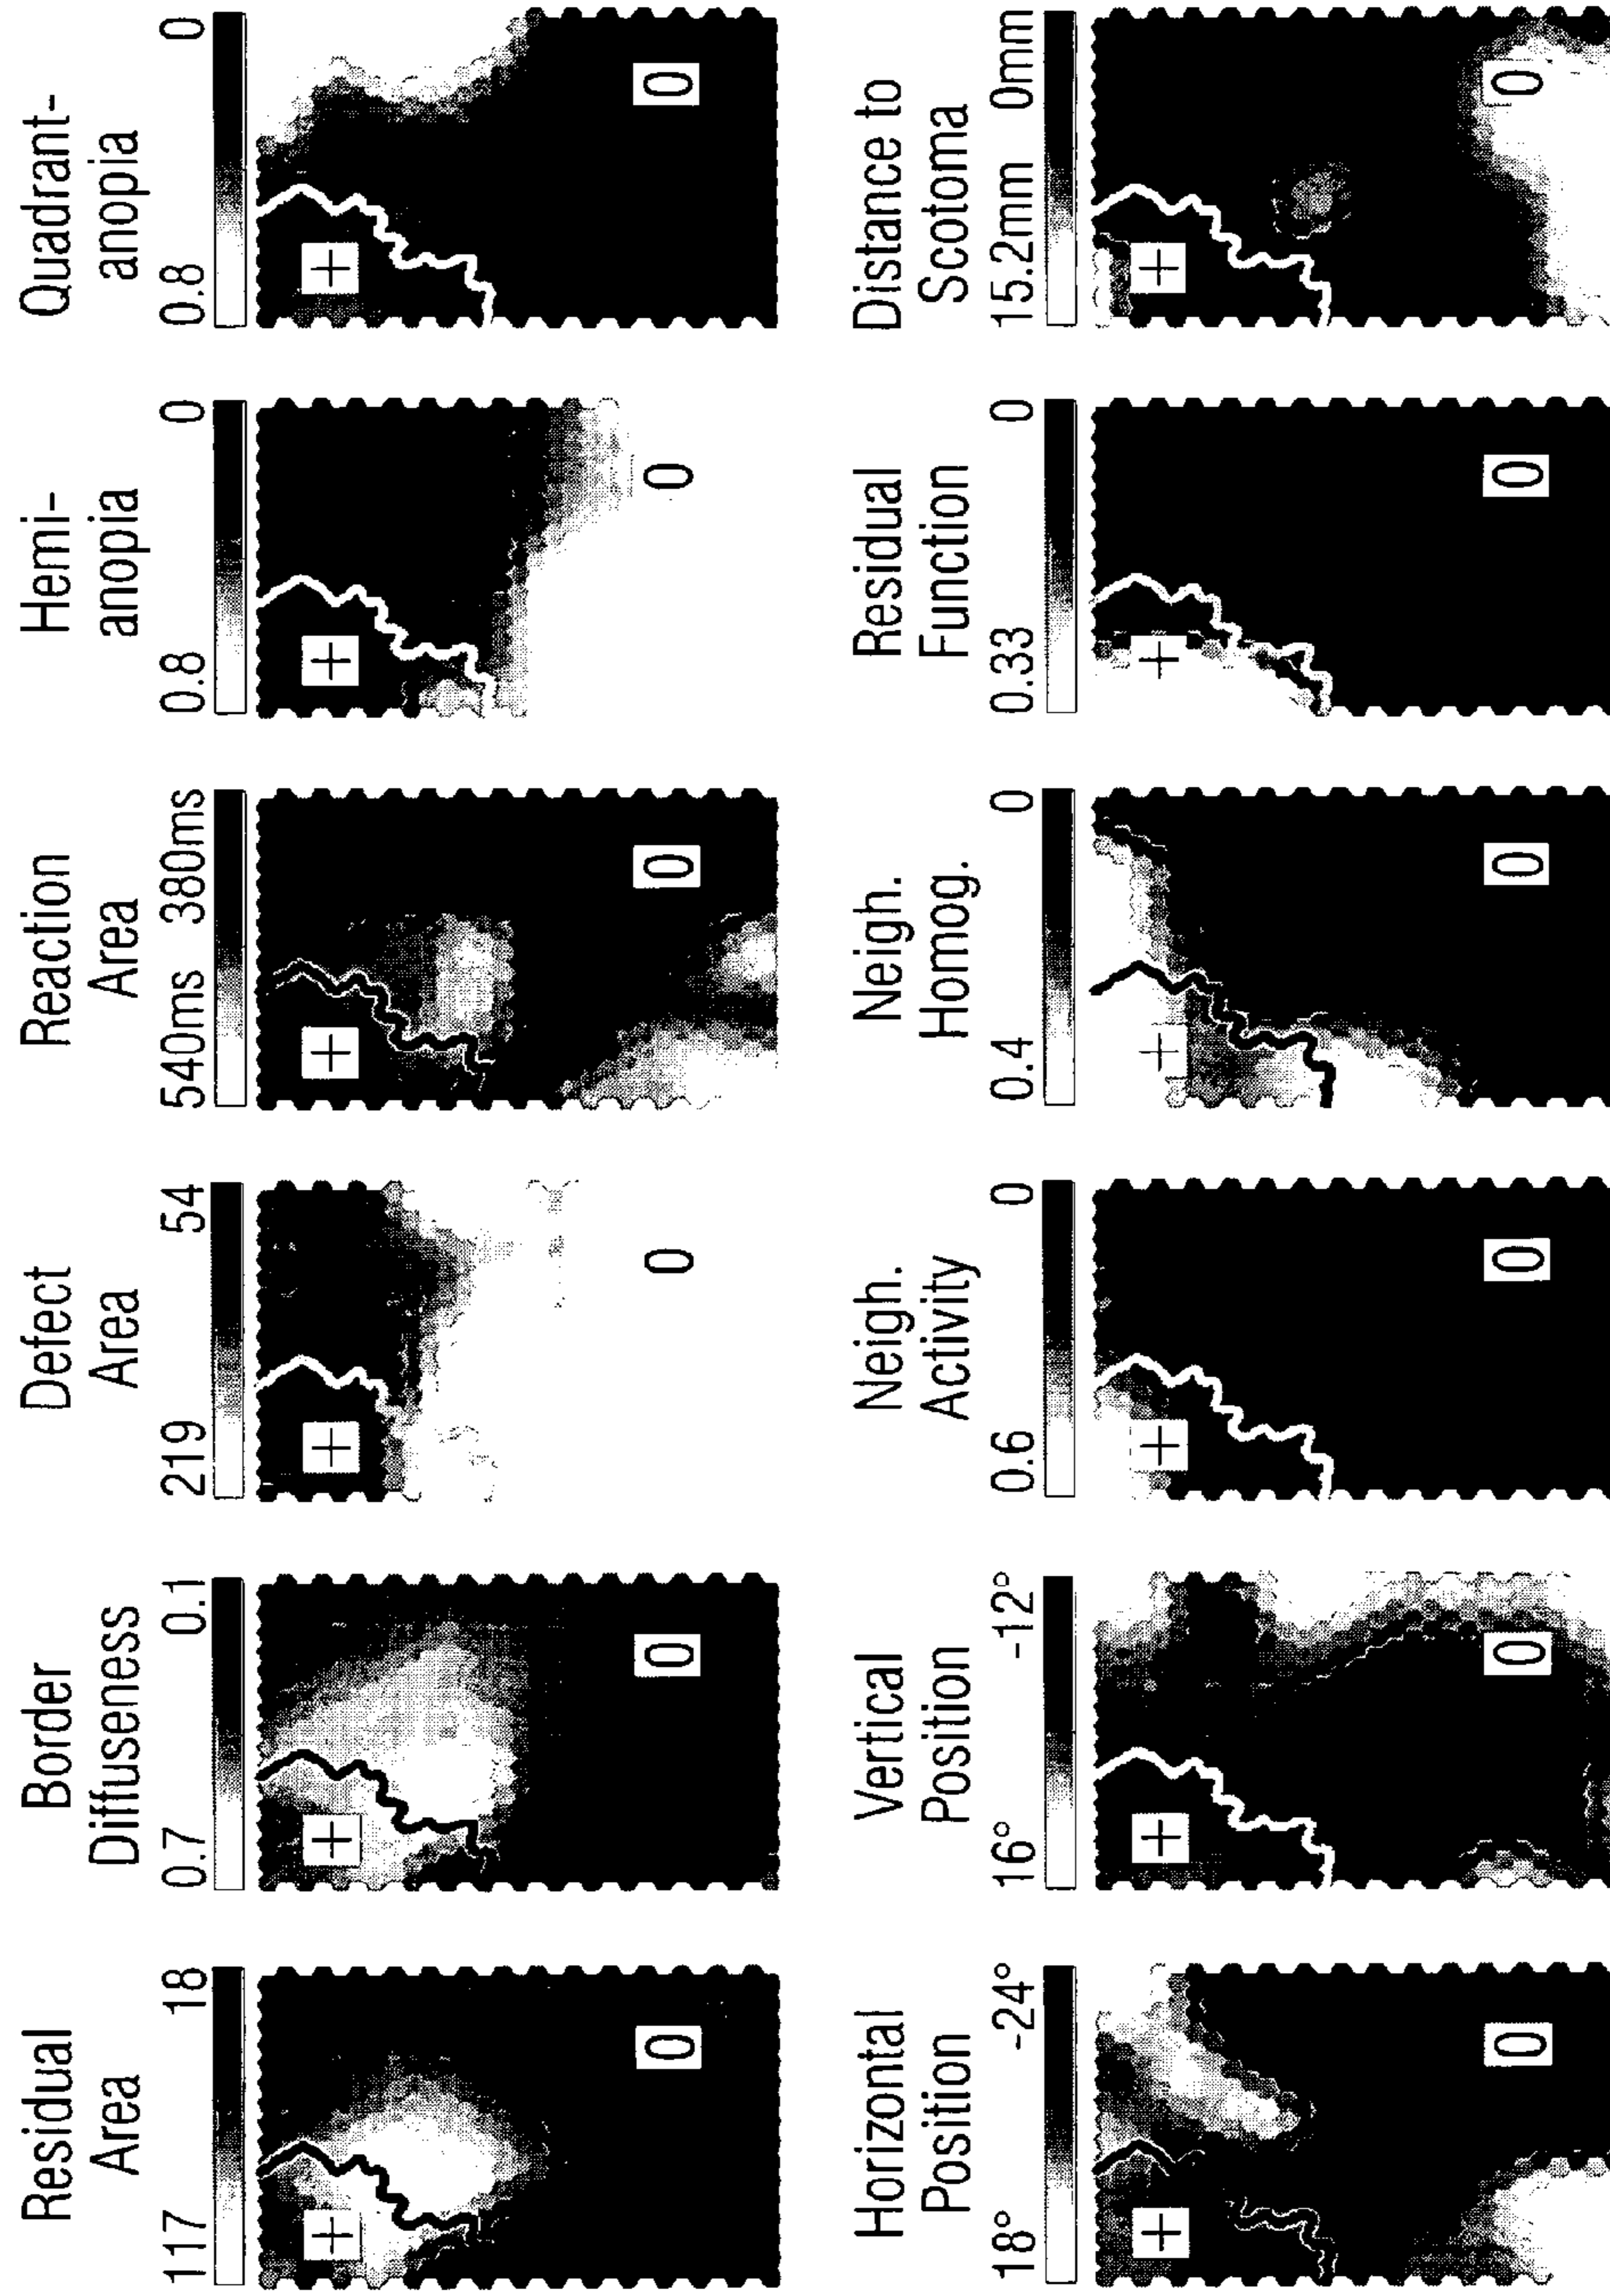 Residual
Area
117 18
+
0
Border
Diffuseness
0.7 0.1
+
0
Defect
Area
219 54
+
0
Reaction
Area
540ms 380ms
+
0
Hemi-
anopia
0.8 0
+
0
Quadrant-
anopia
0.8 0
+
0
Horizontal
Position
18° -24°
+
0
Vertical
Position
16° -12°
+
0
Neigh.
Activity
0.6 0
+
0
Neigh.
Homog.
0.4 0
+
0
Residual
Function
0.33 0
+
0
Distance to
Scotoma
15.2mm 0mm
+
0